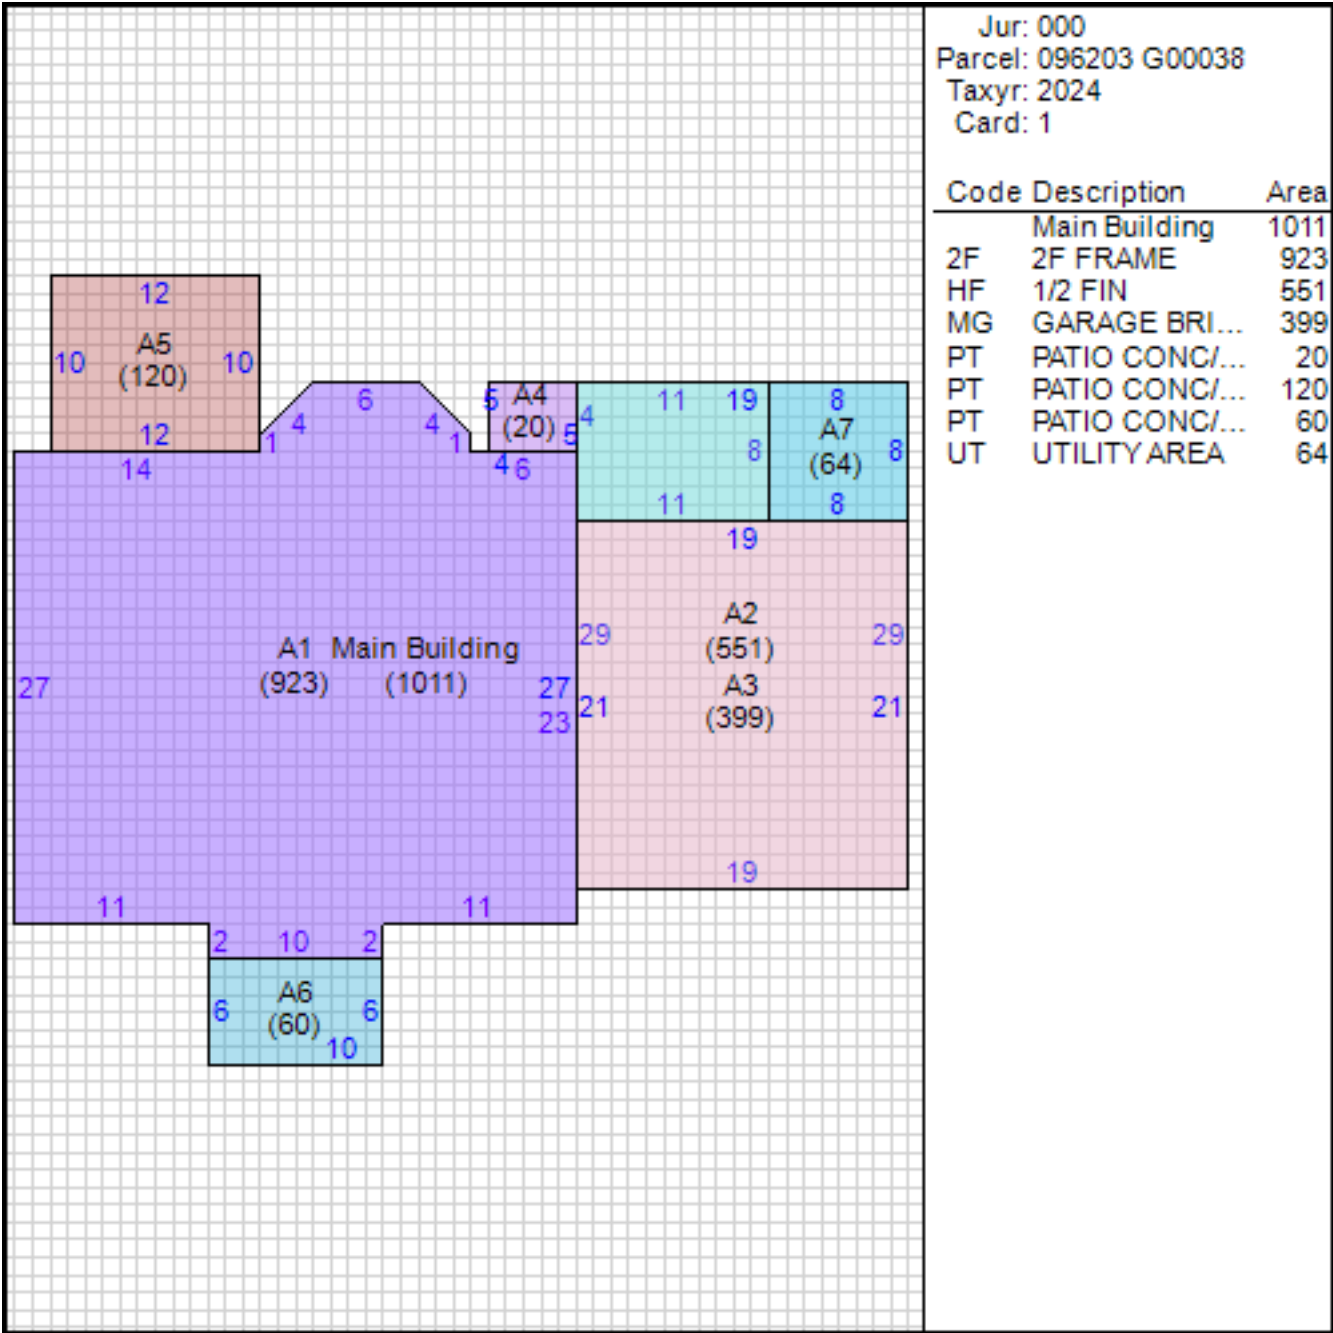 Jur: 000
Parcel: 096203 G00038
Taxyr: 2024
Card: 1
Code Description Area
Main Building 1011
2F 2F FRAME 923
HF 1/2 FIN 551
MG GARAGE BRI... 399
PT PATIO CONC/... 20
PT PATIO CONC/... 120
PT PATIO CONC/... 60
UT UTILITY AREA 64
12
A5
10 10
(120)
12
14
6
4 4
1 1
5 A4
(20)
5
4 6
4 11 19
8
11
8
A7
8
(64)
8
19
A2
29 29
(551)
A3
21 21
(399)
19
A1 Main Building
(923) (1011)
27 27
23
11 11
2 10 2
A6
6 6
(60)
10